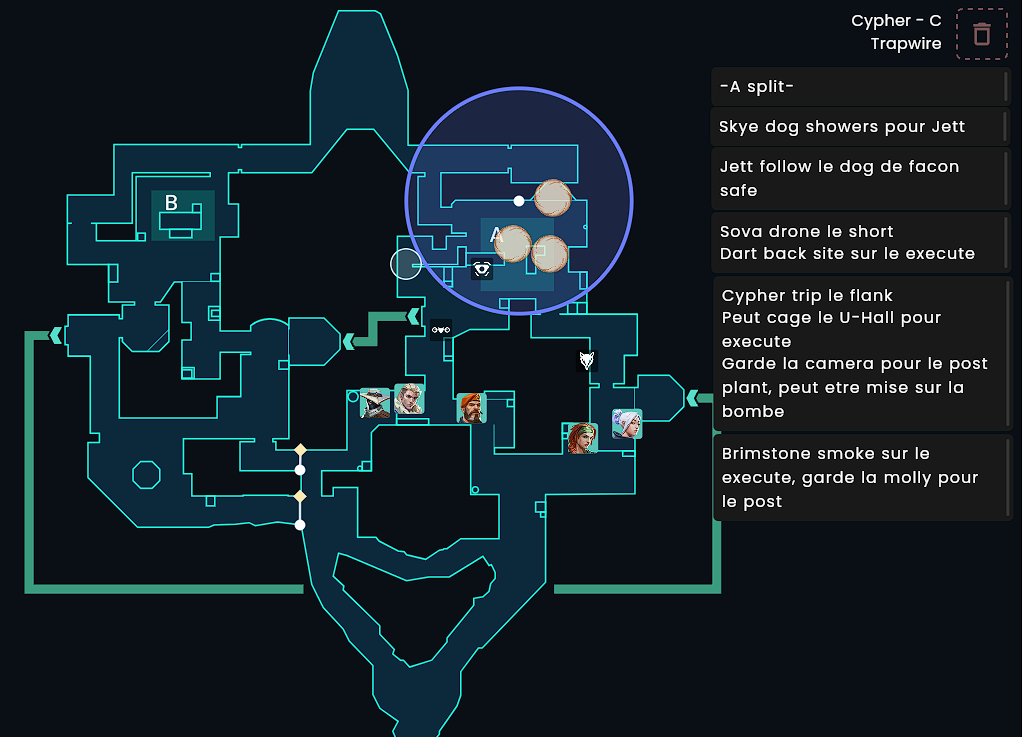 Cypher - C
Trapwire
-A split-
Skye dog showers pour Jett
Jett follow le dog de facon
safe
Sova drone le short
Dart back site sur le execute
Cypher trip le flank
Peut cage le U-Hall pour
execute
Garde la camera pour le post
plant, peut etre mise sur la
bombe
Brimstone smoke sur le
execute, garde la molly pour
le post
B
A